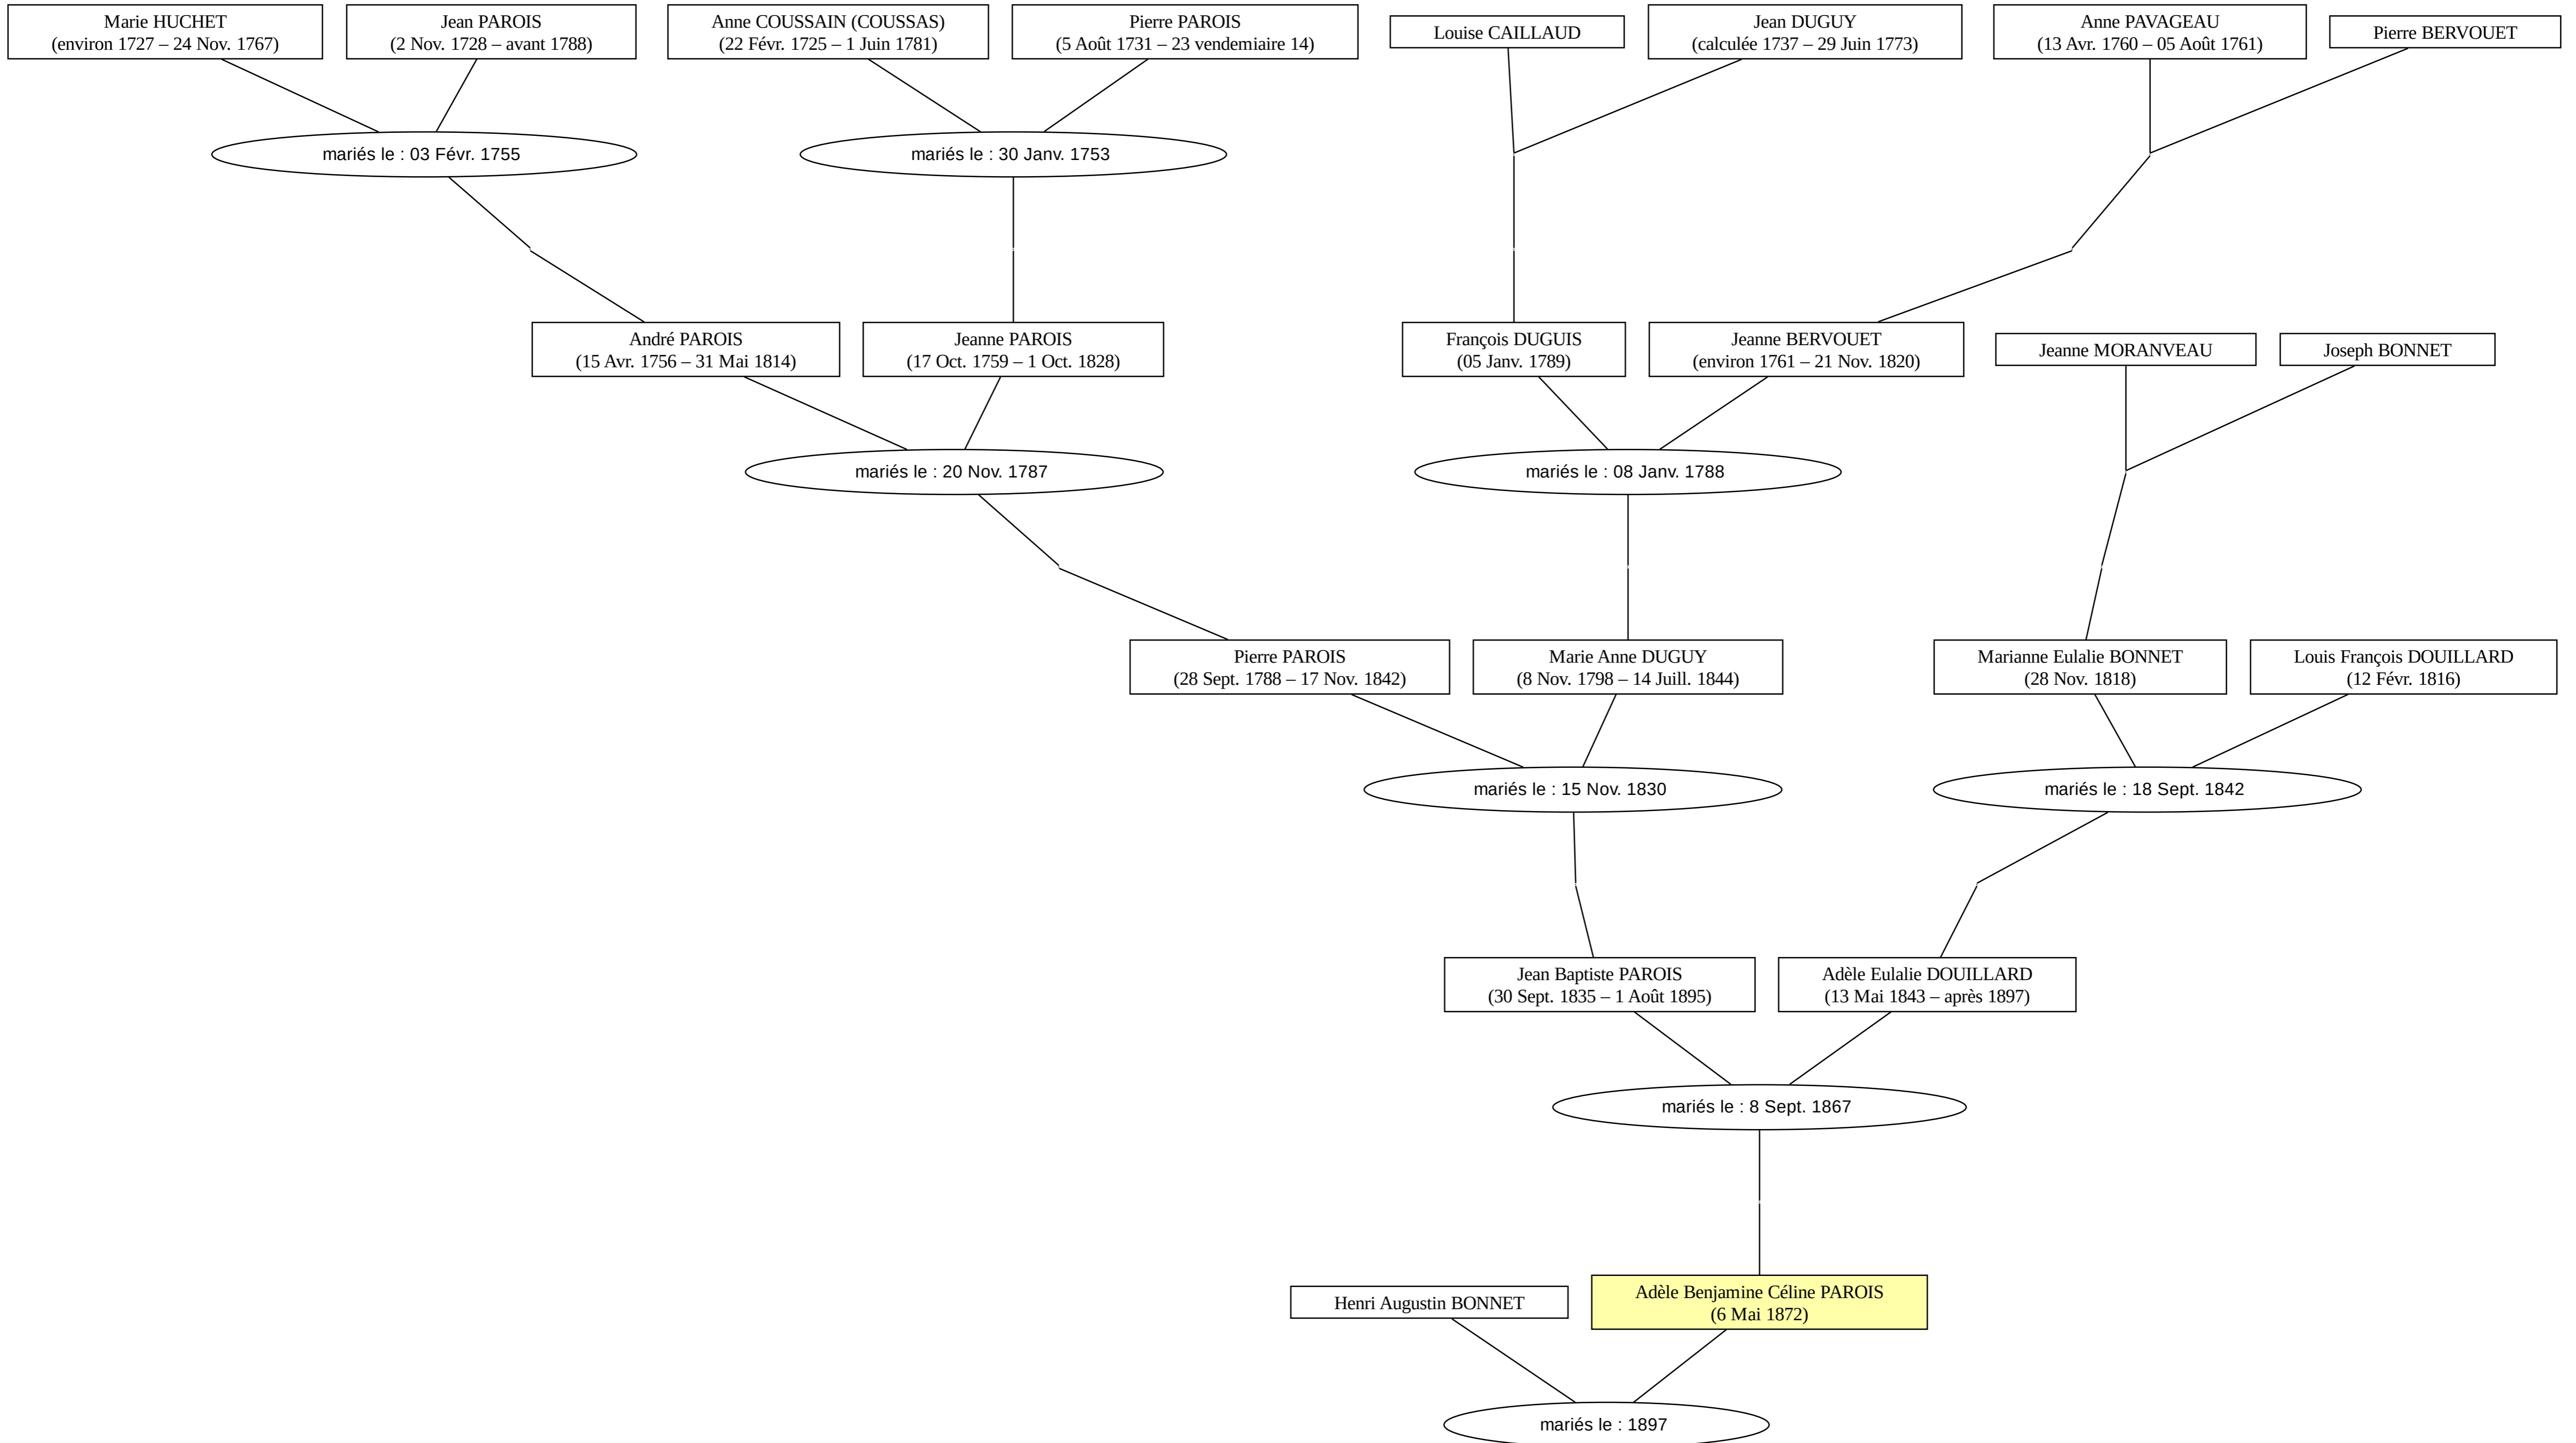 Marie HUCHET
(environ 1727 – 24 Nov. 1767)
Jean PAROIS
(2 Nov. 1728 – avant 1788)
Anne COUSSAIN (COUSSAS)
(22 Févr. 1725 – 1 Juin 1781)
Pierre PAROIS
(5 Août 1731 – 23 vendemiaire 14)
Louise CAILLAUD
Jean DUGUY
(calculée 1737 – 29 Juin 1773)
Anne PAVAGEAU
(13 Avr. 1760 – 05 Août 1761)
Pierre BERVOUET
mariés le : 03 Févr. 1755
mariés le : 30 Janv. 1753
André PAROIS
(15 Avr. 1756 – 31 Mai 1814)
Jeanne PAROIS
(17 Oct. 1759 – 1 Oct. 1828)
François DUGUIS
(05 Janv. 1789)
Jeanne BERVOUET
(environ 1761 – 21 Nov. 1820)
Jeanne MORANVEAU
Joseph BONNET
mariés le : 20 Nov. 1787
mariés le : 08 Janv. 1788
Pierre PAROIS
(28 Sept. 1788 – 17 Nov. 1842)
Marie Anne DUGUY
(8 Nov. 1798 – 14 Juill. 1844)
Marianne Eulalie BONNET
(28 Nov. 1818)
Louis François DOUILLARD
(12 Févr. 1816)
mariés le : 15 Nov. 1830
mariés le : 18 Sept. 1842
Jean Baptiste PAROIS
(30 Sept. 1835 – 1 Août 1895)
Adèle Eulalie DOUILLARD
(13 Mai 1843 – après 1897)
mariés le : 8 Sept. 1867
Henri Augustin BONNET
Adèle Benjamine Céline PAROIS
(6 Mai 1872)
mariés le : 1897